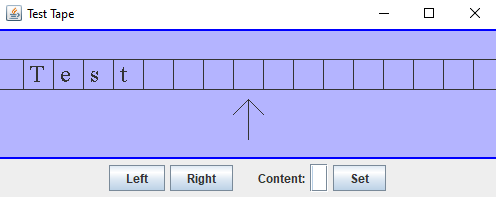 Test Tape
T e s t
Left Right Content: Set